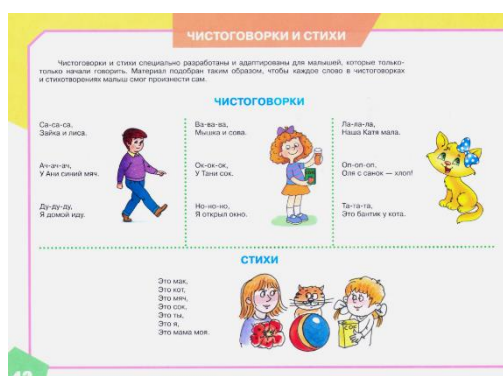 ЧИСТОГОВОРКИ И СТИХИ
Чистоговорки и стихи специально разработаны и адаптированы для малышей, которые только-
только начали говорить. Материал подобран таким образом, чтобы каждое слово в чистоговорках
и стихотворениях малыш смог произнести сам.
ЧИСТОГОВОРКИ
Са-са-са,
Зайка и лиса.
Ач-ач-ач,
У Ани синий мяч.
Ду-ду-ду,
Я домой иду.
Ва-ва-ва,
Мышка и сова.
Ок-ок-ок,
У Тани сок.
Но-но-но,
Я открыл окно.
Ла-ла-ла,
Наша Катя мала.
Оп-оп-оп,
Оля с санок — хлоп!
Та-та-та,
Это бантик у кота.
СТИХИ
Это мак,
Это кот,
Это мяч,
Это сок,
Это ты,
Это я,
Это мама моя.
СОК